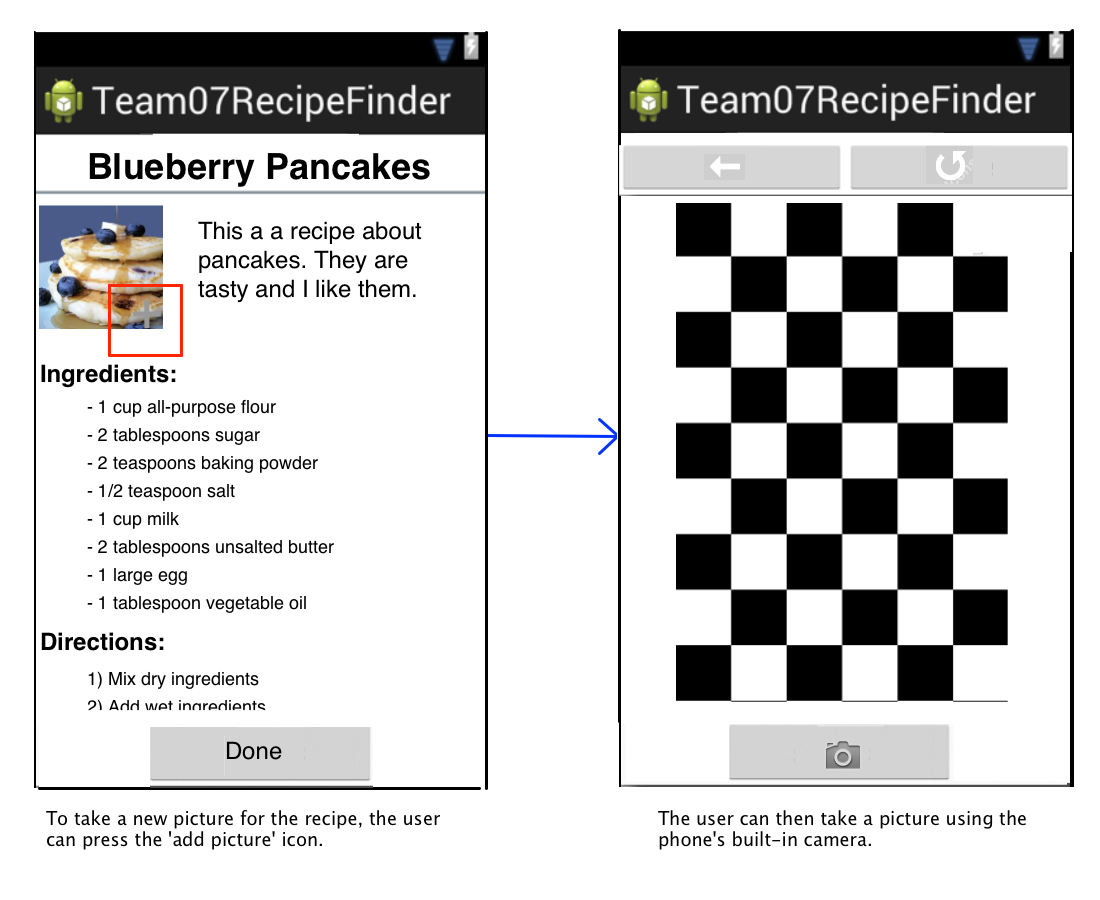 Team07RecipeFinder
Blueberry Pancakes
This a a recipe about
pancakes. They are
tasty and I like them.
Ingredients:
- 1 cup all-purpose flour
- 2 tablespoons sugar
- 2 teaspoons baking powder
- 1/2 teaspoon salt
- 1 cup milk
- 2 tablespoons unsalted butter
- 1 large egg
- 1 tablespoon vegetable oil
Directions:
1) Mix dry ingredients
2) Add wet ingredients
Done
To take a new picture for the recipe, the user
can press the 'add picture' icon.
Team07RecipeFinder
The user can then take a picture using the
phone's built-in camera.